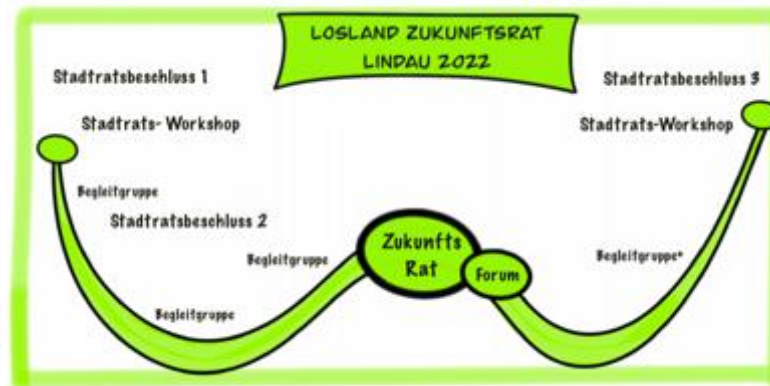 LOSLAND ZUKUNFTSRAT
LINDAU 2022
Stadtratsbeschluss 1
Stadtrats- Workshop
Begleitgruppe
Stadtratsbeschluss 2
Begleitgruppe
Begleitgruppe
Zukunfts
Rat
Forum
Stadtratsbeschluss 3
Stadtrats-Workshop
Begleitgruppe*